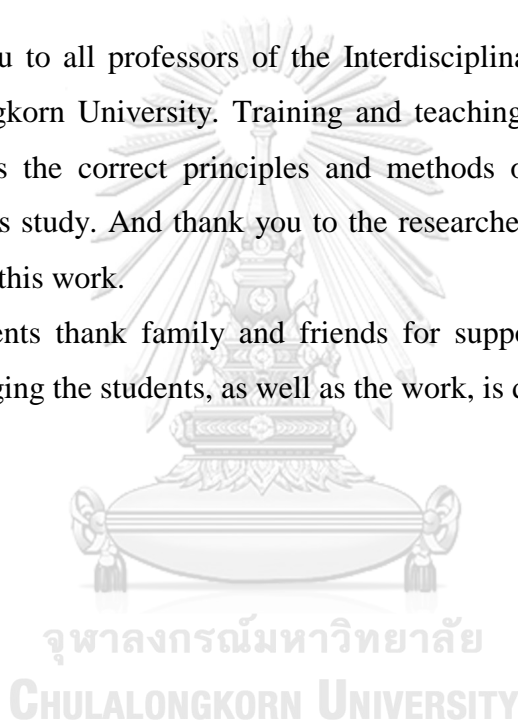 u to all professors of the Interdisciplina
gkorn University. Training and teaching
s the correct principles and methods o
s study. And thank you to the researche
this work.
ents thank family and friends for suppo
ging the students, as well as the work, is
จุฬาลงกรณ์มหาวิทยาลัย
CHULALONGKORN UNIVERSITY